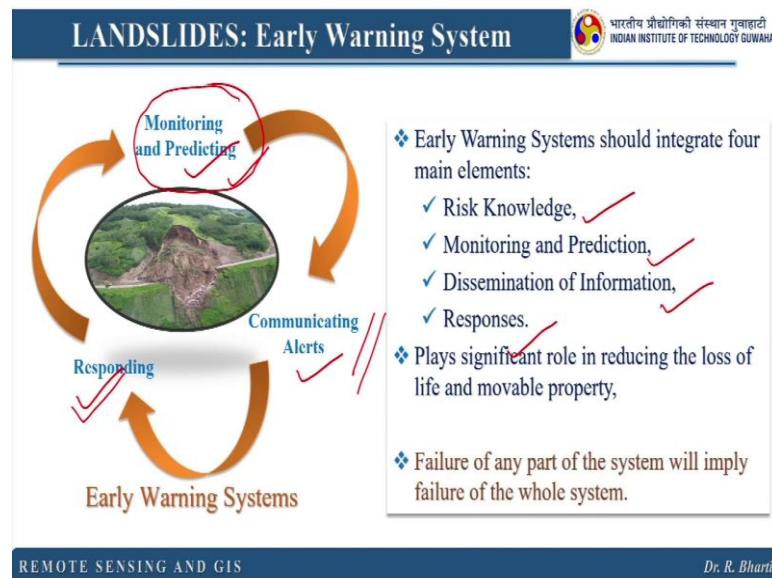 LANDSLIDES: Early Warning System
भारतीय प्रौद्योगिकी संस्थान गुवाहाटी
INDIAN INSTITUTE OF TECHNOLOGY GUWAHA
Monitoring
and Predicting
Communicating
Alerts
Responding
Early Warning Systems
❖ Early Warning Systems should integrate four
main elements:
✓ Risk Knowledge,
✓ Monitoring and Prediction,
✓ Dissemination of Information,
✓ Responses.
❖ Plays significant role in reducing the loss of
life and movable property,
❖ Failure of any part of the system will imply
failure of the whole system.
REMOTE SENSING AND GIS
Dr. R. Bharti